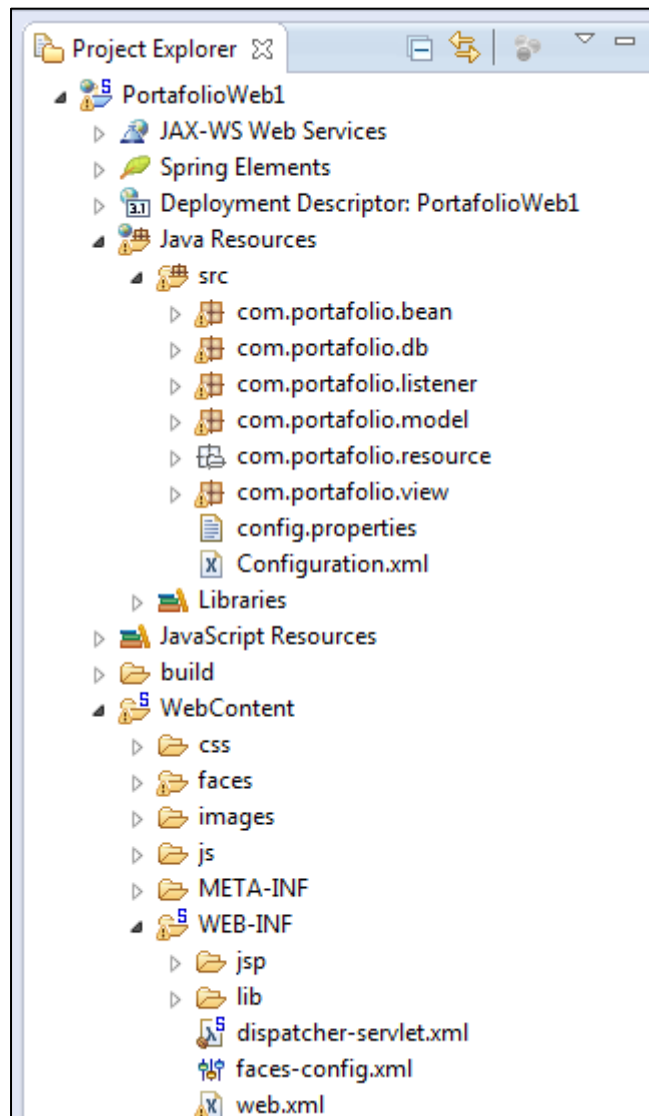 Project Explorer
PortafolioWeb1
JAX-WS Web Services
Spring Elements
3.1 Deployment Descriptor: PortafolioWeb1
Java Resources
src
com.portafolio.bean
com.portafolio.db
com.portafolio.listener
com.portafolio.model
com.portafolio.resource
com.portafolio.view
config.properties
Configuration.xml
Libraries
JavaScript Resources
build
WebContent
css
faces
images
js
META-INF
WEB-INF
jsp
lib
dispatcher-servlet.xml
faces-config.xml
web.xml